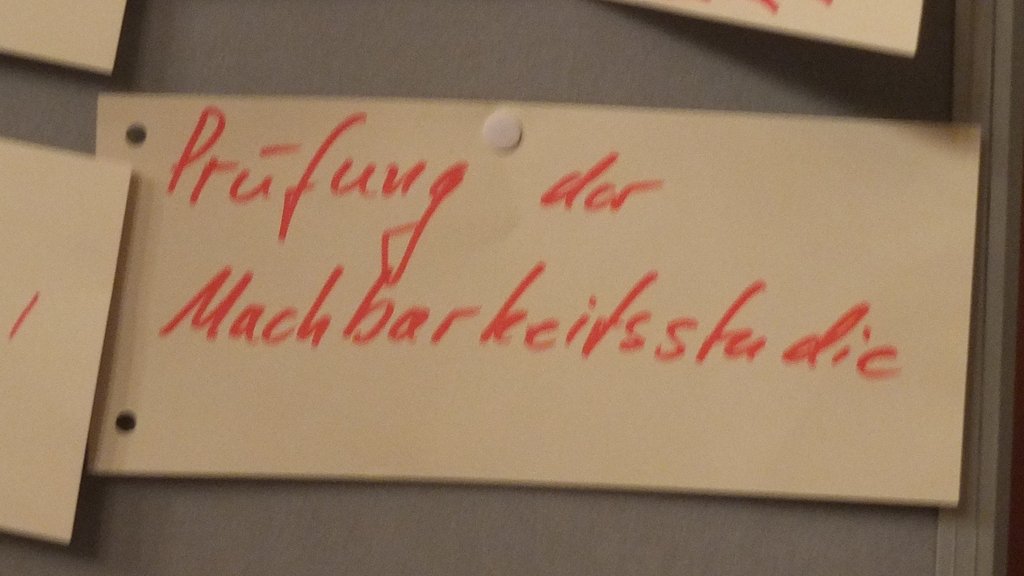 Prüfung der
Machbarkeitsstudie